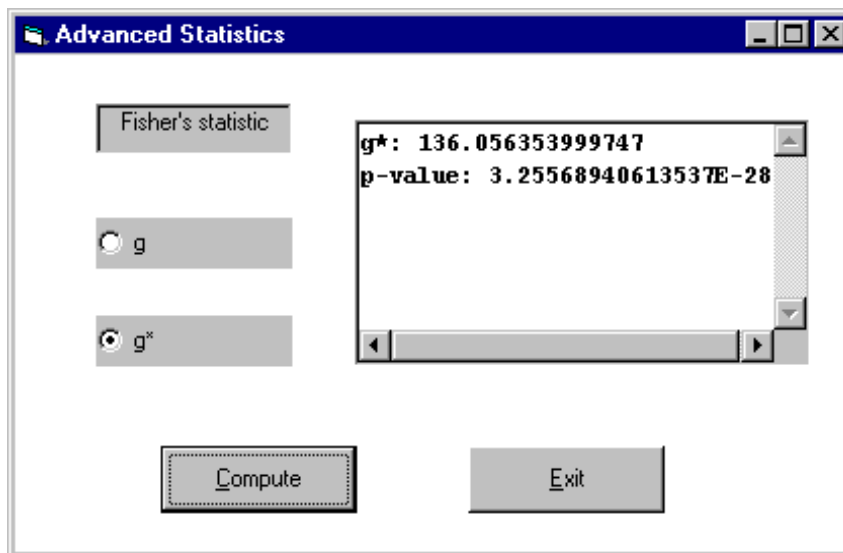 Advanced Statistics
Fisher's statistic
g*: 136.056353999747
p-value: 3.25568940613537E-28
g
g*
Compute
Exit